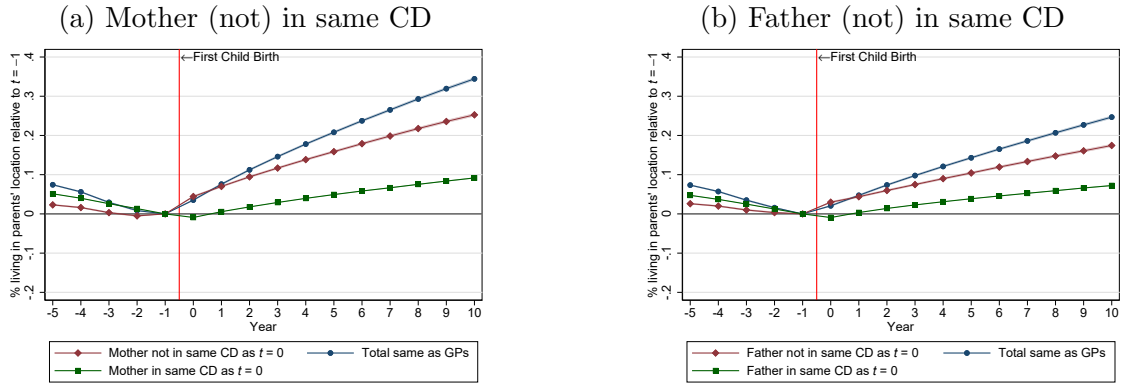 (a) Mother (not) in same CD
% living in parents' location relative to t = −1
.4
.3
.2
.1
0
-.1
-.2
←First Child Birth
-5 -4 -3 -2 -1 0 1 2 3 4 5 6 7 8 9 10
Year
Mother not in same CD as t = 0
Total same as GPs
Mother in same CD as t = 0
(b) Father (not) in same CD
% living in parents' location relative to t = −1
.4
.3
.2
.1
0
-.1
-.2
←First Child Birth
-5 -4 -3 -2 -1 0 1 2 3 4 5 6 7 8 9 10
Year
Father not in same CD as t = 0
Total same as GPs
Father in same CD as t = 0